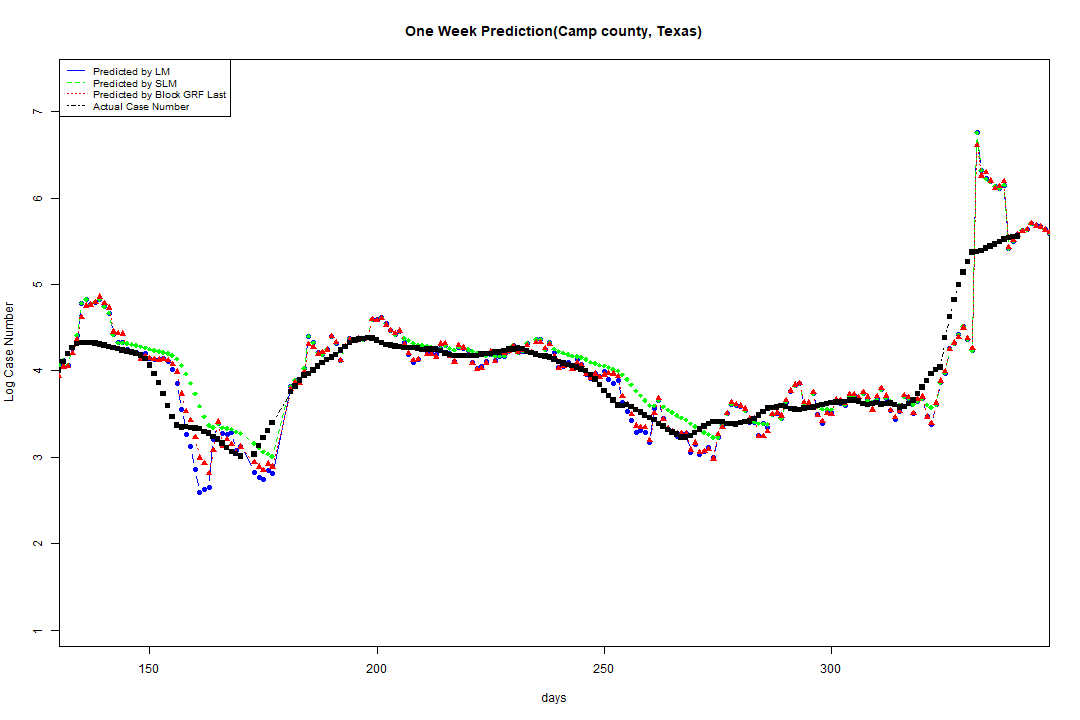 One Week Prediction(Camp county, Texas)
Predicted by LM
Predicted by SLM
Predicted by Block GRF Last
Actual Case Number
7
6
5
4
3
2
1
Log Case Number
150 200 250 300
days